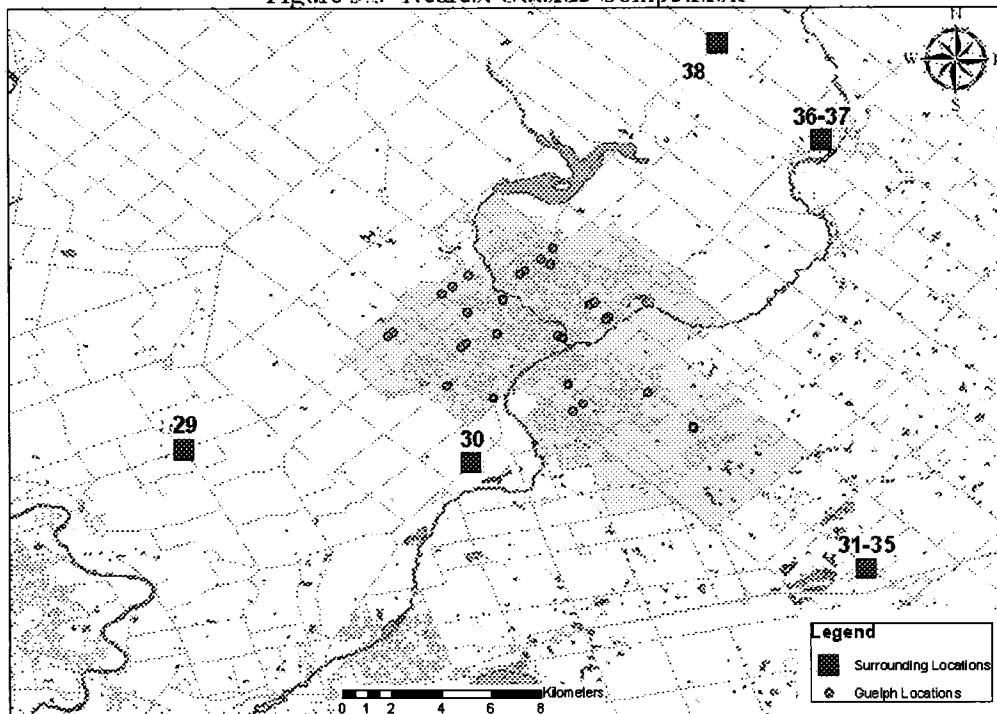 N
W
S
38
36-37
29
30
31-35
Legend
Surrounding Locations
Guelph Locations
Kilometers
0 1 2 4 6 8